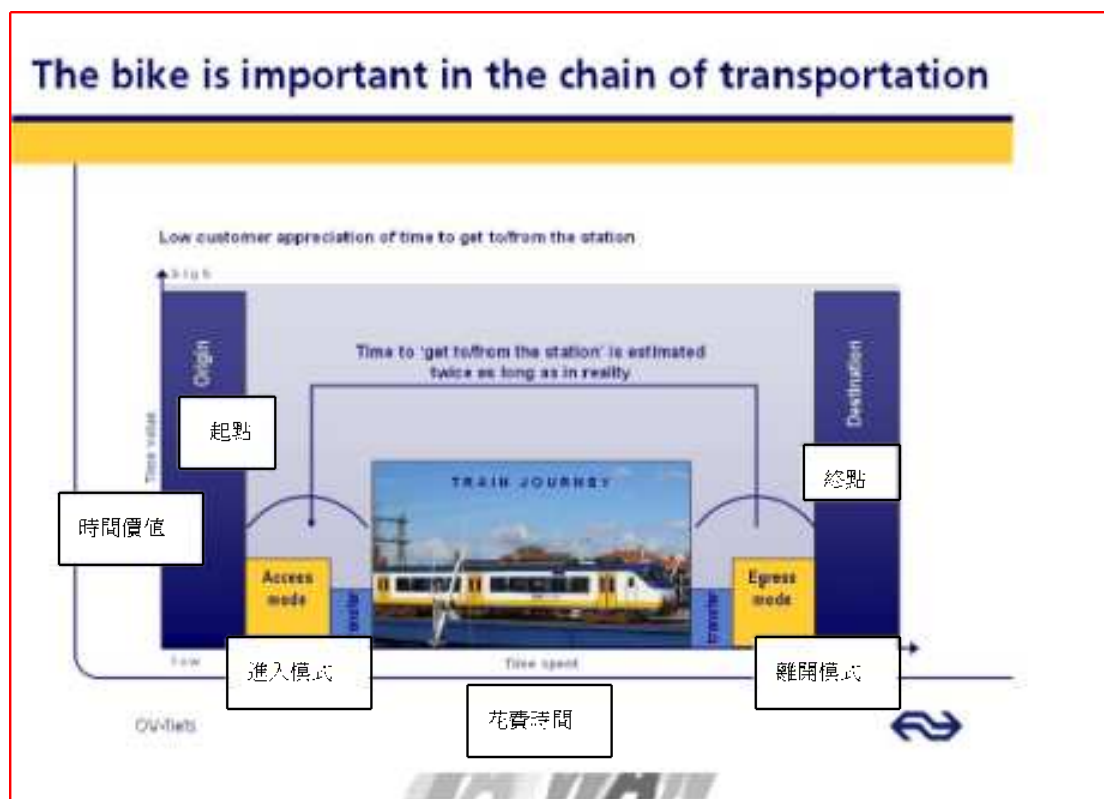 The bike is important in the chain of transportation
Low customer appreciation of time to get to/from the station
high
Origin
Time to 'get to/from the station' is estimated
twice as long as in reality
Destination
起點
Time value
TRAIN JOURNEY
終點
時間價值
Access
mode
transfer
transfer
Egress
mode
low
進入模式
Time spent
離開模式
花費時間
OV-fiets